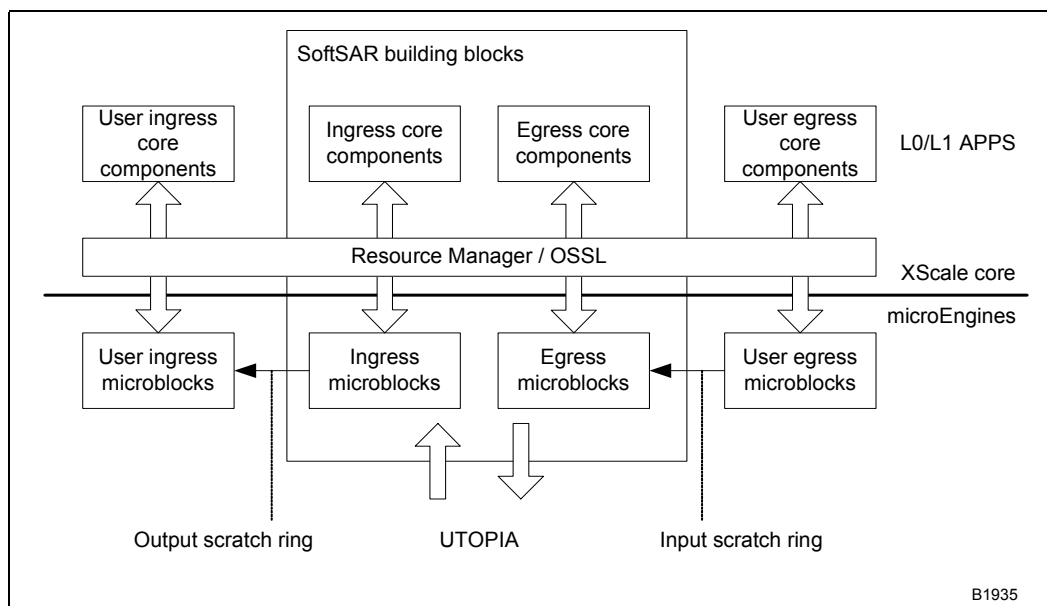 SoftSAR building blocks
User ingress
core
components
Ingress core
components
Egress core
components
User egress
core
components
L0/L1 APPS
Resource Manager / OSSL
XScale core
microEngines
User ingress
microblocks
Ingress
microblocks
Egress
microblocks
User egress
microblocks
Output scratch ring
UTOPIA
Input scratch ring
B1935